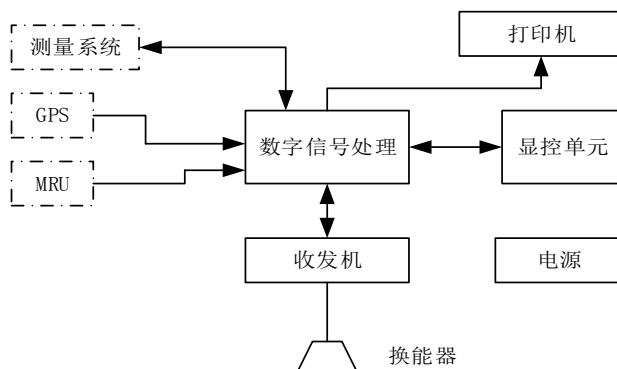 测量系统
打印机
GPS
数字信号处理
显控单元
MRU
收发机
电源
换能器